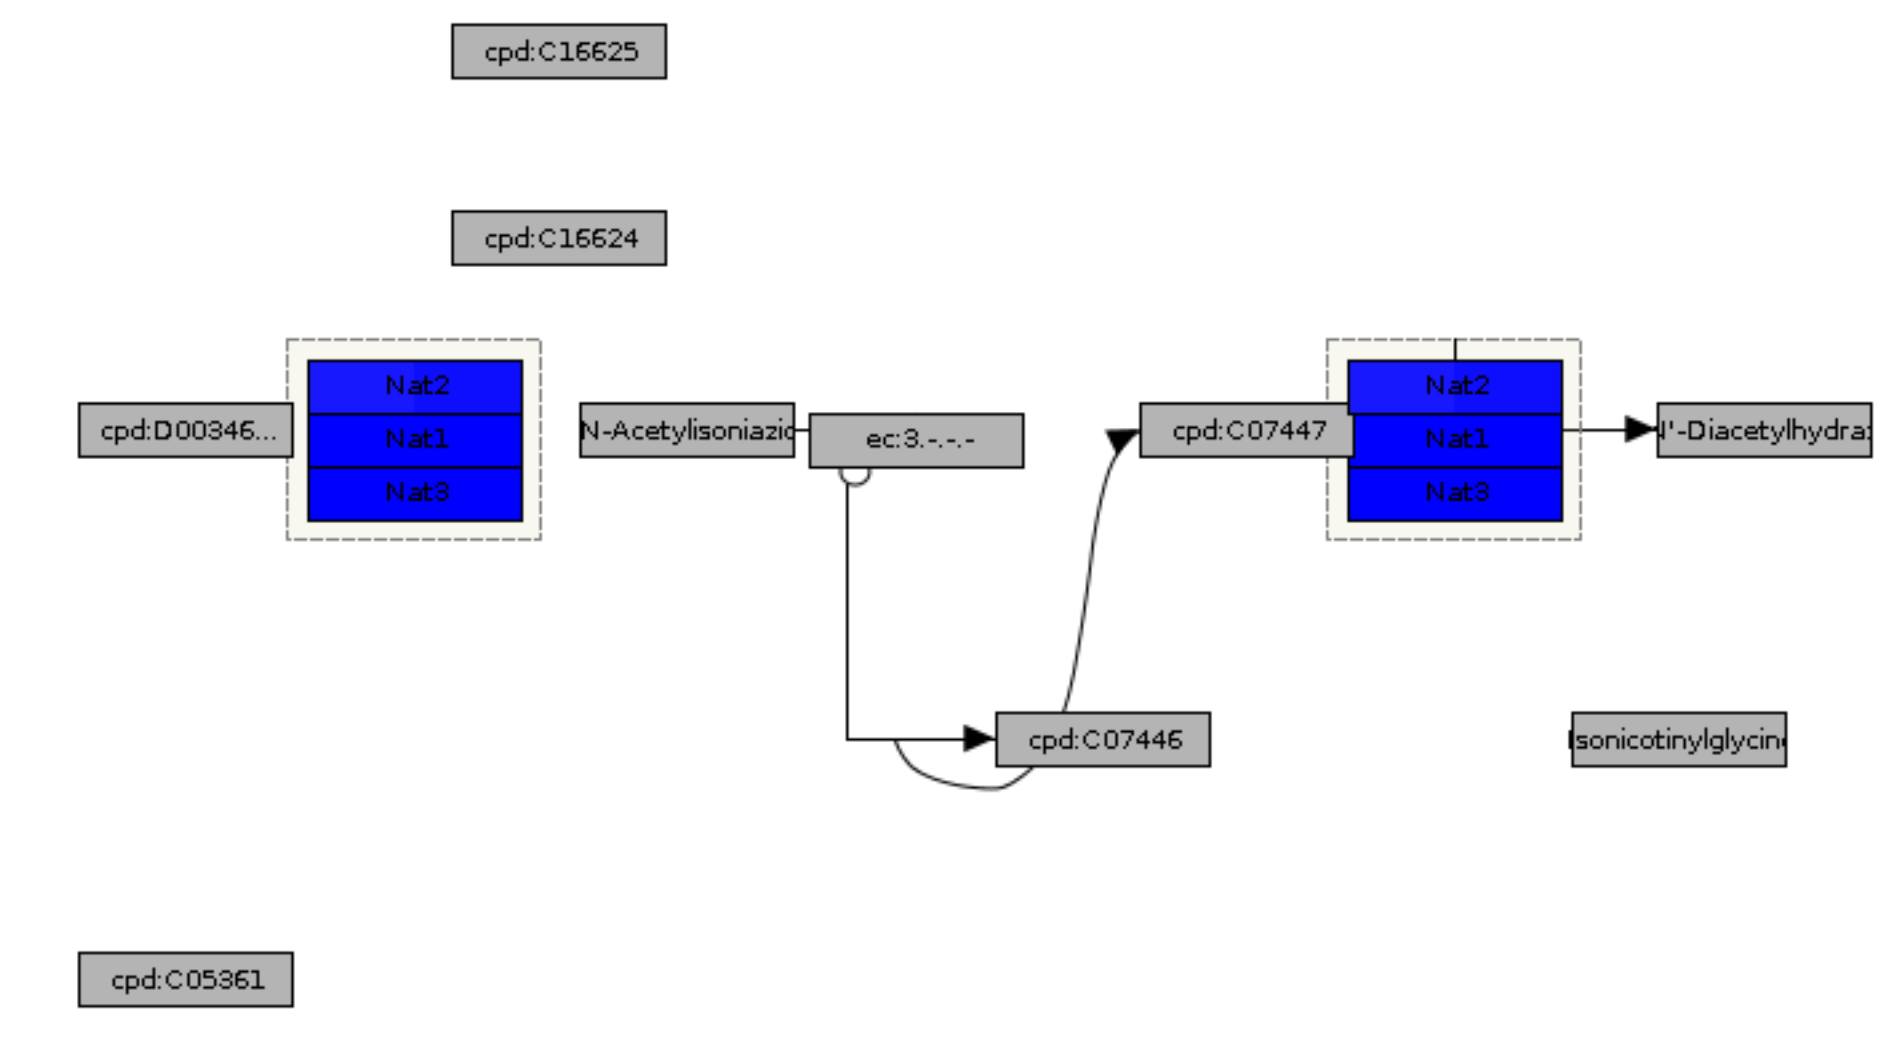 cpd:C16625
cpd:C16624
Nat2
Nat1
Nat3
cpd:D00346...
N-Acetylisoniazid
ec:3.-.-.-
cpd:C07447
Nat2
Nat1
Nat3
'-Diacetylhydra
cpd:C07446
sonicotinylglycin
cpd:C05361